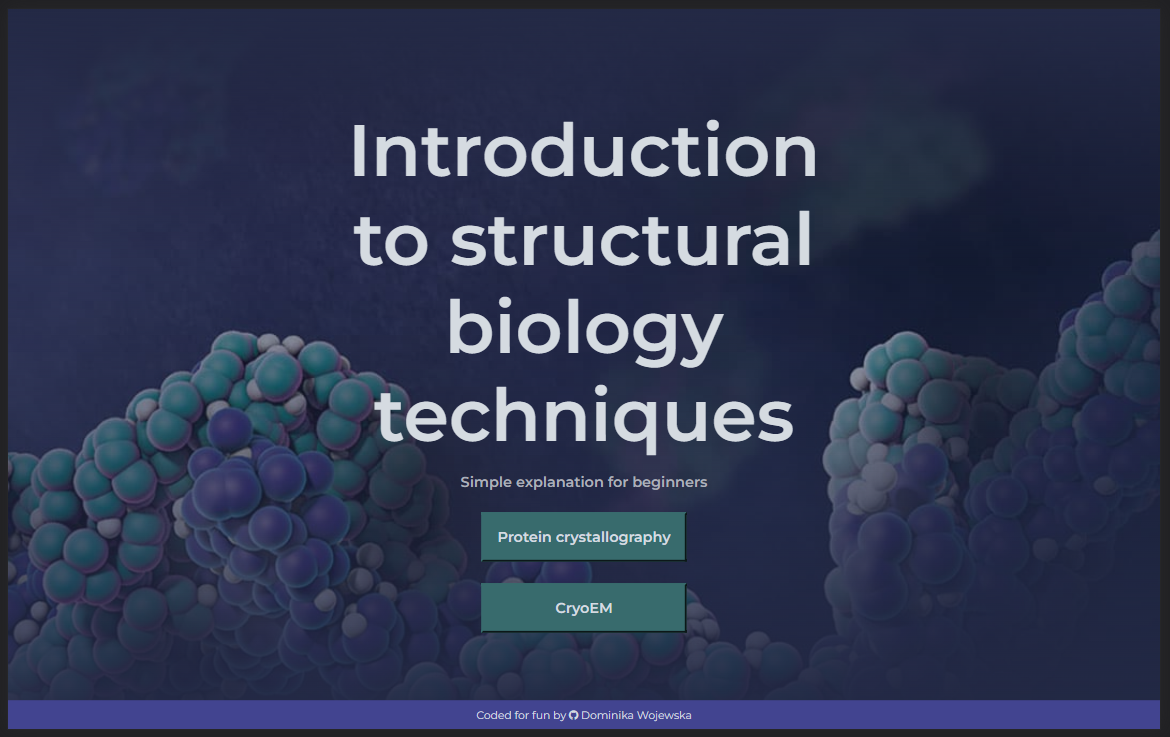 Introduction
to structural
biology
techniques
Simple explanation for beginners
Protein crystallography
CryoEM
Coded for fun by Dominika Wojewska